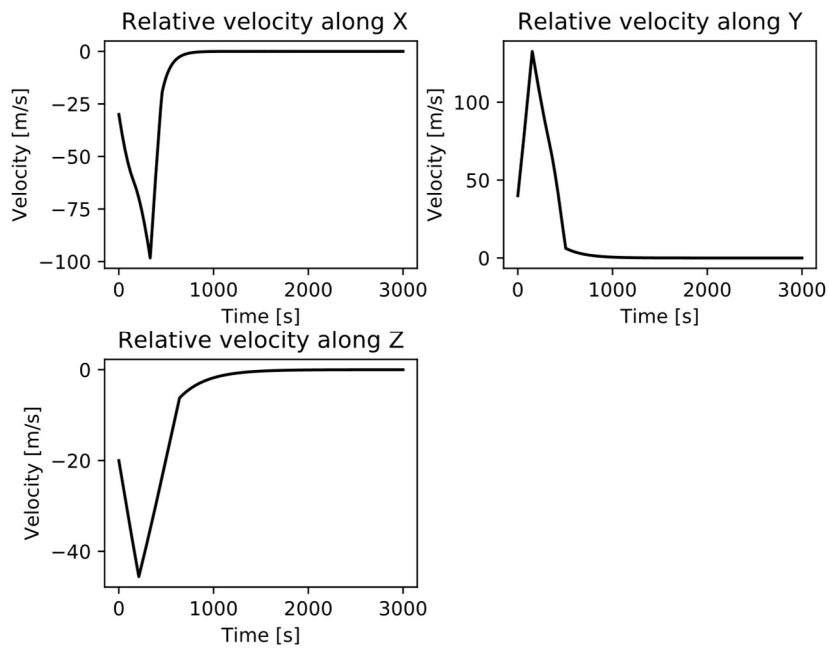 Relative velocity along X
Velocity [m/s]
0
−25
−50
−75
−100
0 1000 2000 3000
Time [s]
Relative velocity along Y
Velocity [m/s]
100
50
0
0 1000 2000 3000
Time [s]
Relative velocity along Z
Velocity [m/s]
0
−20
−40
0 1000 2000 3000
Time [s]